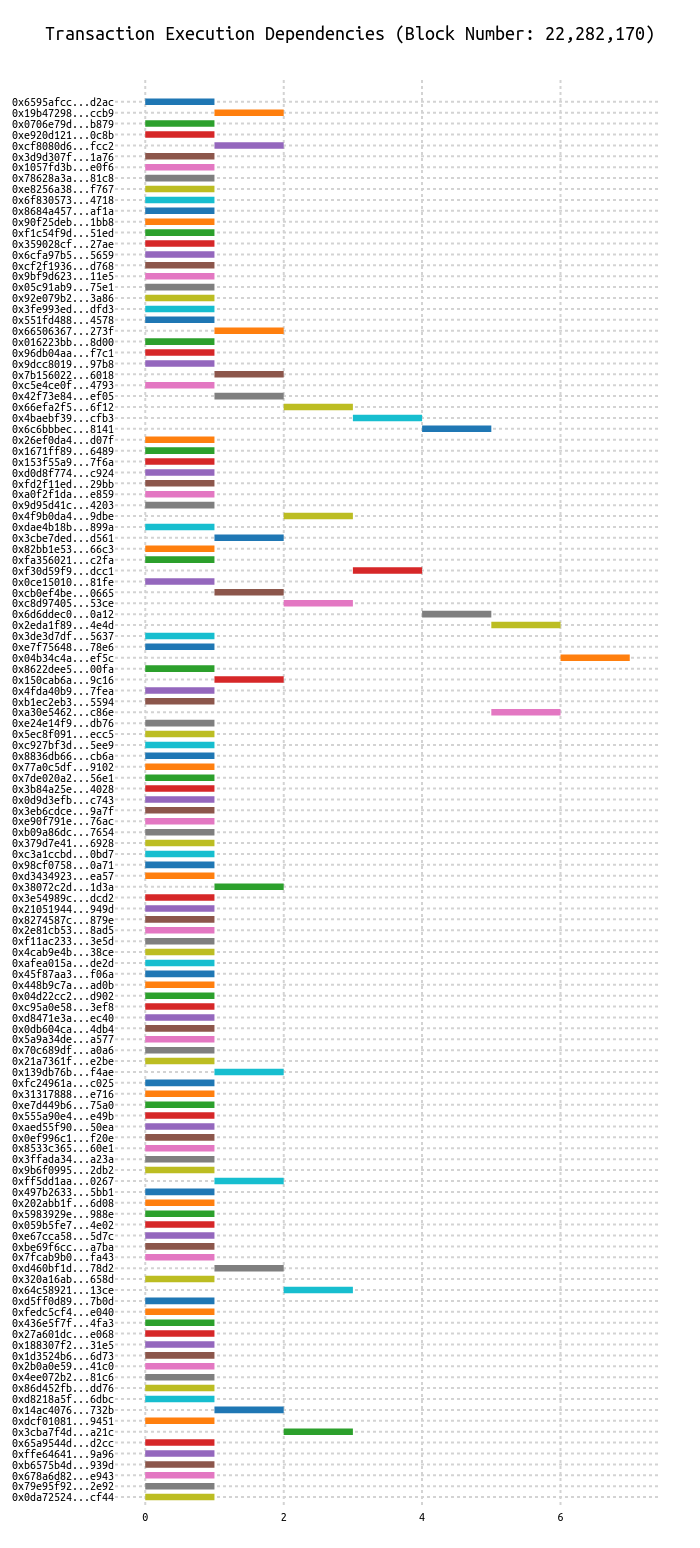 Transaction Execution Dependencies (Block Number: 22,282,170)
0x6595afcc...d2ac
0x19b47298...ccb9
0x0706e79d...b879
0xe920d121...0c8b
0xcf8080d6...fcc2
0x3d9d307f...1a76
0x1057fd3b...e0f6
0x78628a3a...81c8
0xe8256a38...f767
0x6f830573...4718
0x8684a457...af1a
0x90f25deb...1bb8
0xf1c54f9d...51ed
0x359028cf...27ae
0x6cfa97b5...5659
0xcf2f1936...d768
0x9bf9d623...11e5
0x05c91ab9...75e1
0x92e079b2...3a86
0x3fe993ed...dfd3
0x551fd488...4578
0x66506367...273f
0x016223bb...8d00
0x96db04aa...f7c1
0x9dcc8019...97b8
0x7b156022...6018
0xc5e4ce0f...4793
0x42f73e84...ef05
0x66efa2f5...6f12
0x4baebf39...cfb3
0x6c6bbbec...8141
0x26ef0da4...d07f
0x1671ff89...6489
0x153f55a9...7f6a
0xd0d8f774...c924
0xfd2f11ed...29bb
0xa0f2f1da...e859
0x9d95d41c...4203
0x4f9b0da4...9dbe
0xdae4b18b...899a
0x3cbe7ded...d561
0x82bb1e53...66c3
0xfa356021...c2fa
0xf30d59f9...dcc1
0x0ce15010...81fe
0xcb0ef4be...0665
0xc8d97405...53ce
0x6d6ddec0...0a12
0x2eda1f89...4e4d
0x3de3d7df...5637
0xe7f75648...78e6
0x04b34c4a...ef5c
0x8622dee5...00fa
0x150cab6a...9c16
0x4fda40b9...7fea
0xb1ec2eb3...5594
0xa30e5462...c86e
0xe24e14f9...db76
0x5ec8f091...ecc5
0xc927bf3d...5ee9
0x8836db66...cb6a
0x77a0c5df...9102
0x7de020a2...56e1
0x3b84a25e...4028
0x0d9d3efb...c743
0x3eb6cdce...9a7f
0xe90f791e...76ac
0xb09a86dc...7654
0x379d7e41...6928
0xc3a1ccbd...0bd7
0x98cf0758...0a71
0xd3434923...ea57
0x38072c2d...1d3a
0x3e54989c...dcd2
0x21051944...949d
0x8274587c...879e
0x2e81cb53...8ad5
0xf11ac233...3e5d
0x4cab9e4b...38ce
0xafea015a...de2d
0x45f87aa3...f06a
0x448b9c7a...ad0b
0x04d22cc2...d902
0xc95a0e58...3ef8
0xd8471e3a...ec40
0x0db604ca...4db4
0x5a9a34de...a577
0x70c689df...a0a6
0x21a7361f...e2be
0x139db76b...f4ae
0xfc24961a...c025
0x31317888...e716
0xe7d449b6...75a0
0x555a90e4...e49b
0xaed55f90...50ea
0x0ef996c1...f20e
0x8533c365...60e1
0x3ffada34...a23a
0x9b6f0995...2db2
0xff5dd1aa...0267
0x497b2633...5bb1
0x202abb1f...6d08
0x5983929e...988e
0x059b5fe7...4e02
0xe67cca58...5d7c
0xbe69f6cc...a7ba
0x7fcab9b0...fa43
0xd460bf1d...78d2
0x320a16ab...658d
0x64c58921...13ce
0xd5ff0d89...7b0d
0xfedc5cf4...e040
0x436e5f7f...4fa3
0x27a601dc...e068
0x188307f2...31e5
0x1d3524b6...6d73
0x2b0a0e59...41c0
0x4ee072b2...81c6
0x86d452fb...dd76
0xd8218a5f...6dbc
0x14ac4076...732b
0xdcf01081...9451
0x3cba7f4d...a21c
0x65a9544d...d2cc
0xffe64641...9a96
0xb6575b4d...939d
0x678a6d82...e943
0x79e95f92...2e92
0x0da72524...cf44
0 2 4 6